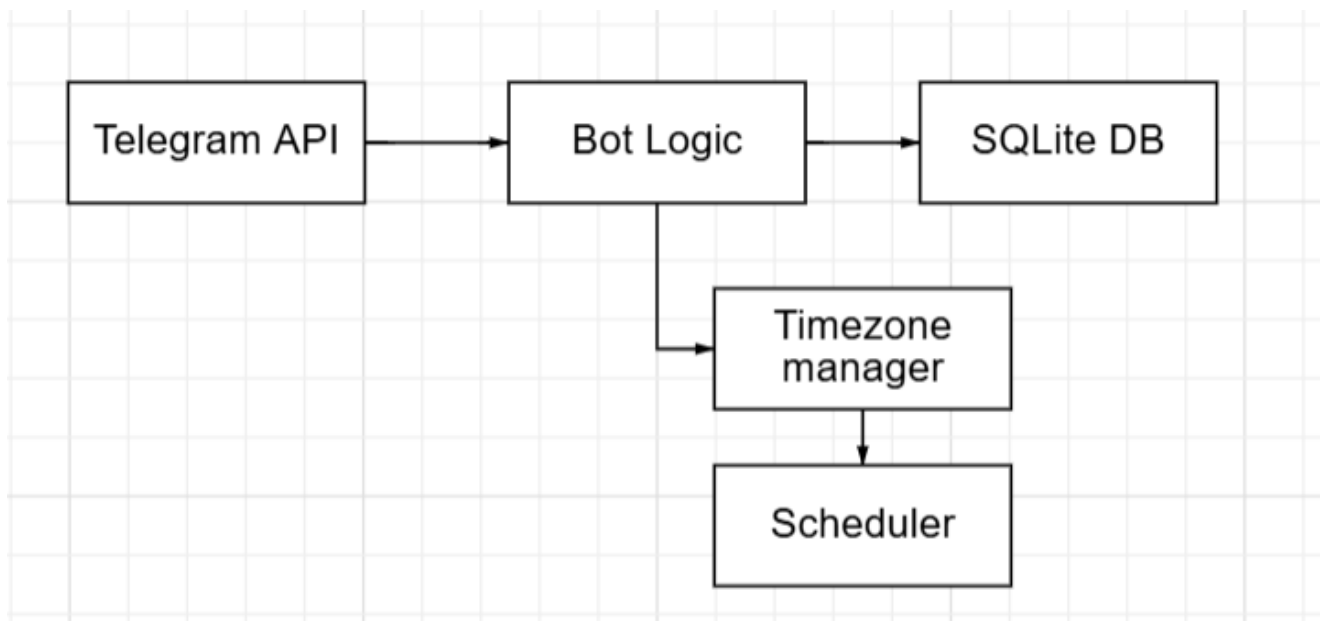 Telegram API
Bot Logic
SQLite DB
Timezone
manager
Scheduler